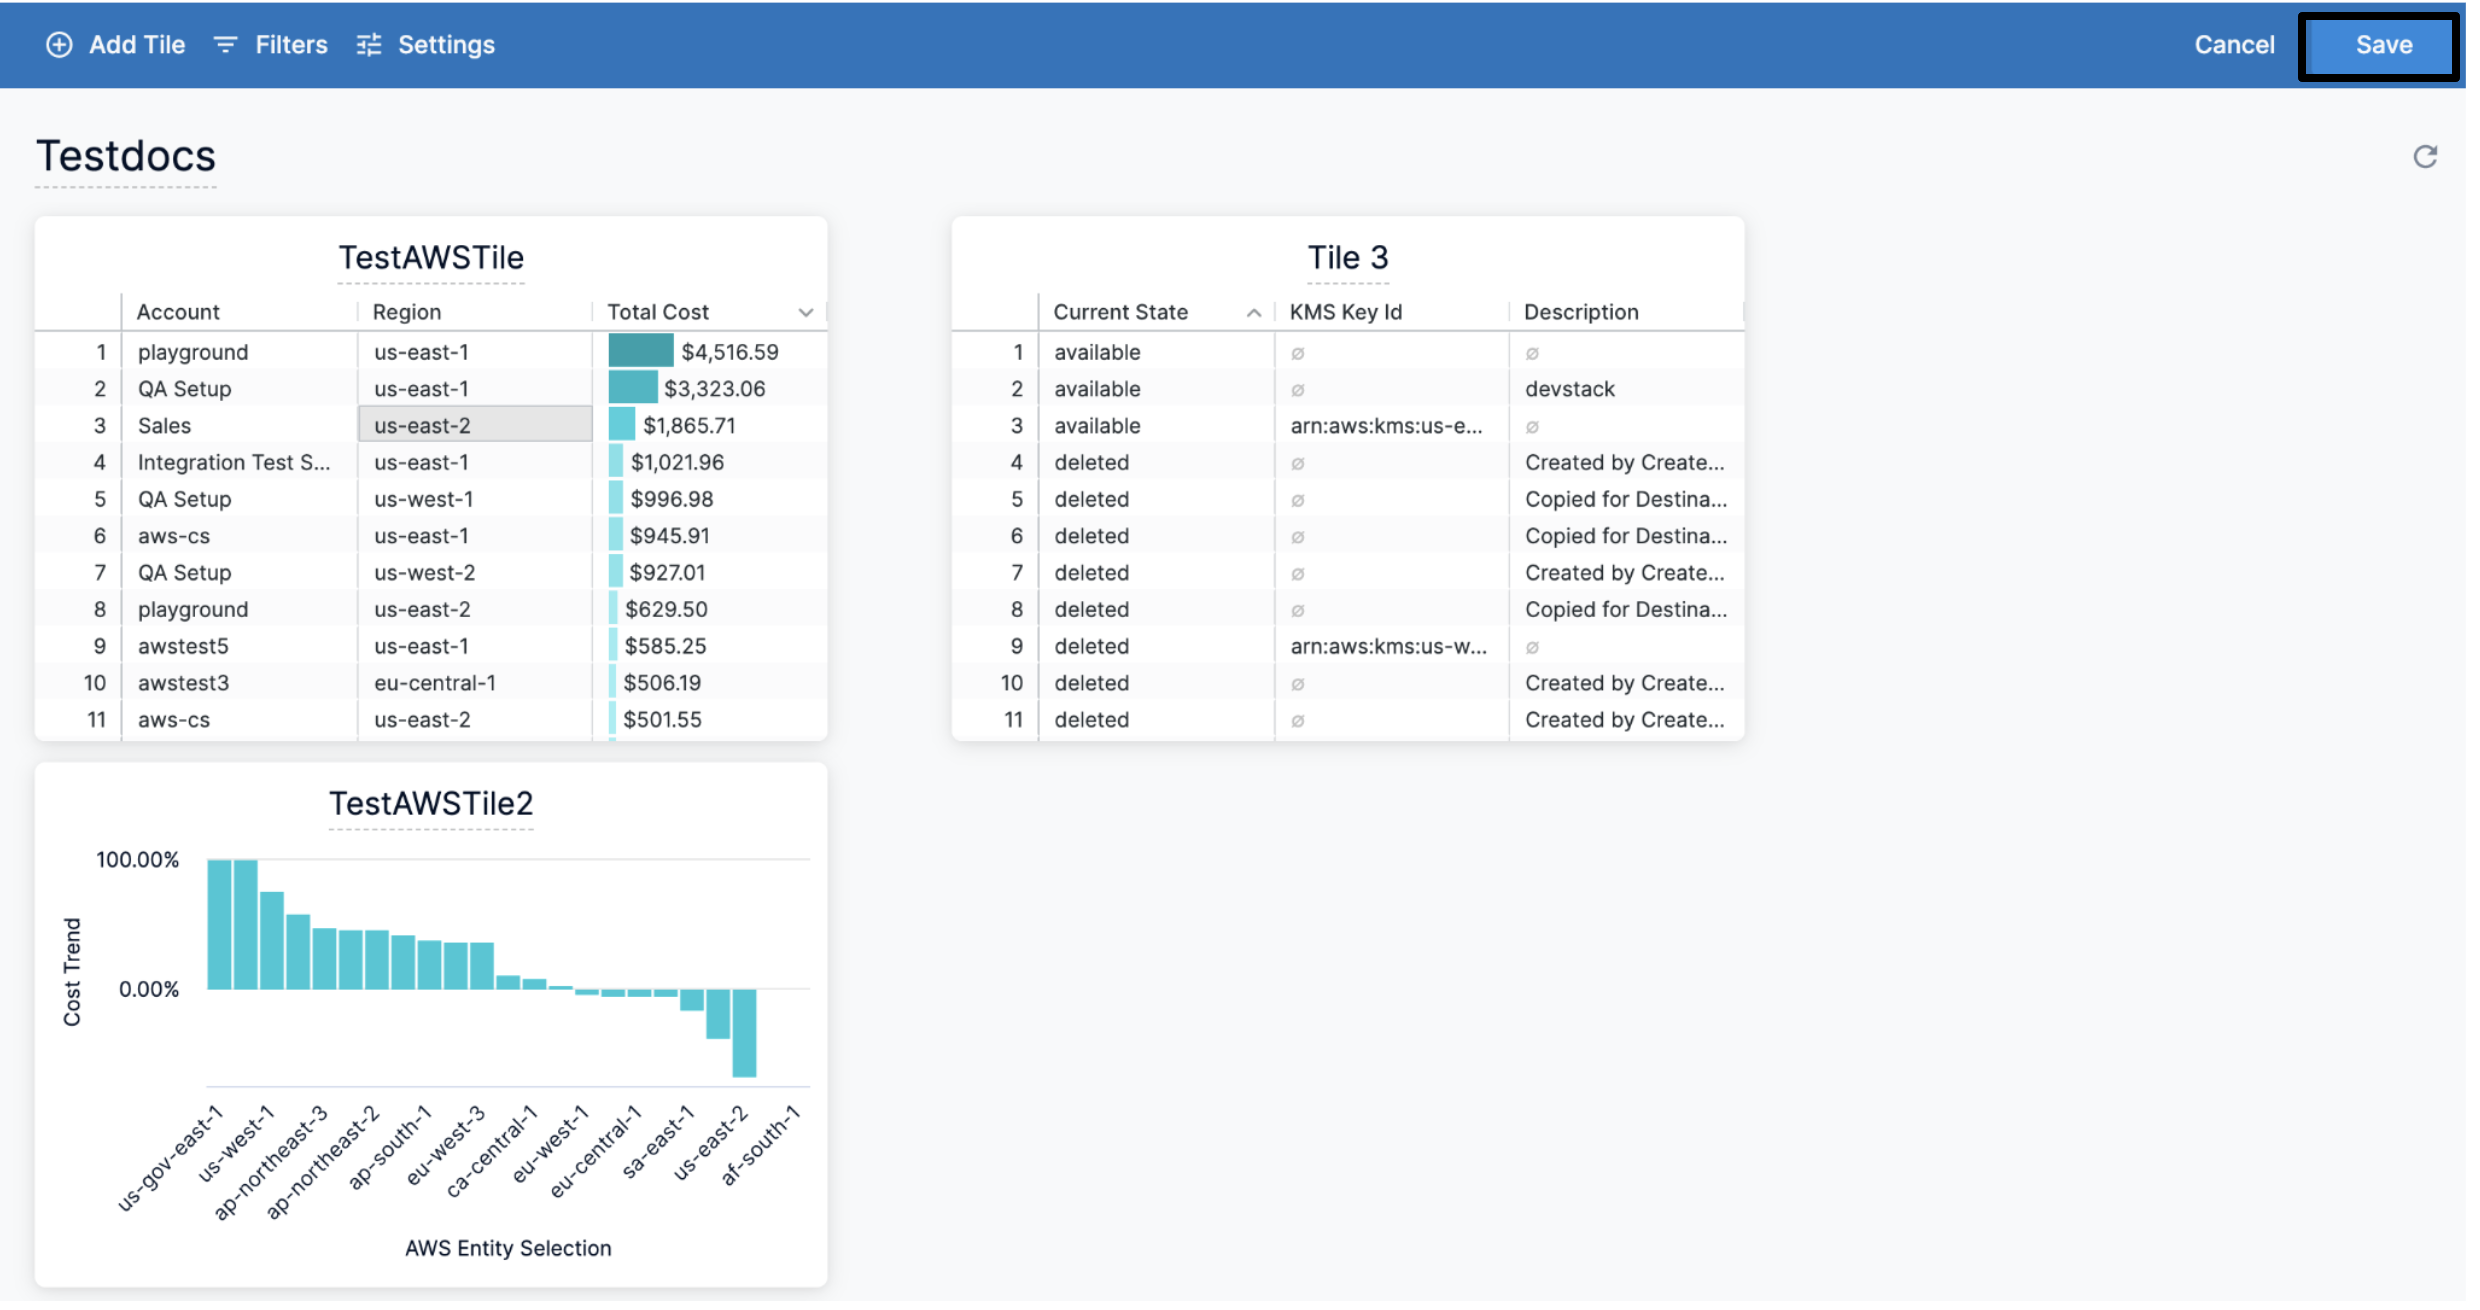 Add Tile Filters Settings Cancel Save
Testdocs
TestAWSTile
Account Region Total Cost
1 playground us-east-1 $4,516.59
2 QA Setup us-east-1 $3,323.06
3 Sales us-east-2 $1,865.71
4 Integration Test S... us-east-1 $1,021.96
5 QA Setup us-west-1 $996.98
6 aws-cs us-east-1 $945.91
7 QA Setup us-west-2 $927.01
8 playground us-east-2 $629.50
9 awstest5 us-east-1 $585.25
10 awstest3 eu-central-1 $506.19
11 aws-cs us-east-2 $501.55
Tile 3
Current State KMS Key Id Description
1 available ∅ ∅
2 available ∅ devstack
3 available arn:aws:kms:us-e... ∅
4 deleted ∅ Created by Create...
5 deleted ∅ Copied for Destina...
6 deleted ∅ Copied for Destina...
7 deleted ∅ Created by Create...
8 deleted ∅ Copied for Destina...
9 deleted arn:aws:kms:us-w... ∅
10 deleted ∅ Created by Create...
11 deleted ∅ Created by Create...
TestAWSTile2
100.00%
0.00%
Cost Trend
us-gov-east-1
us-west-1
ap-northeast-3
ap-northeast-2
ap-south-1
eu-west-3
ca-central-1
eu-west-1
eu-central-1
sa-east-1
us-east-2
af-south-1
AWS Entity Selection